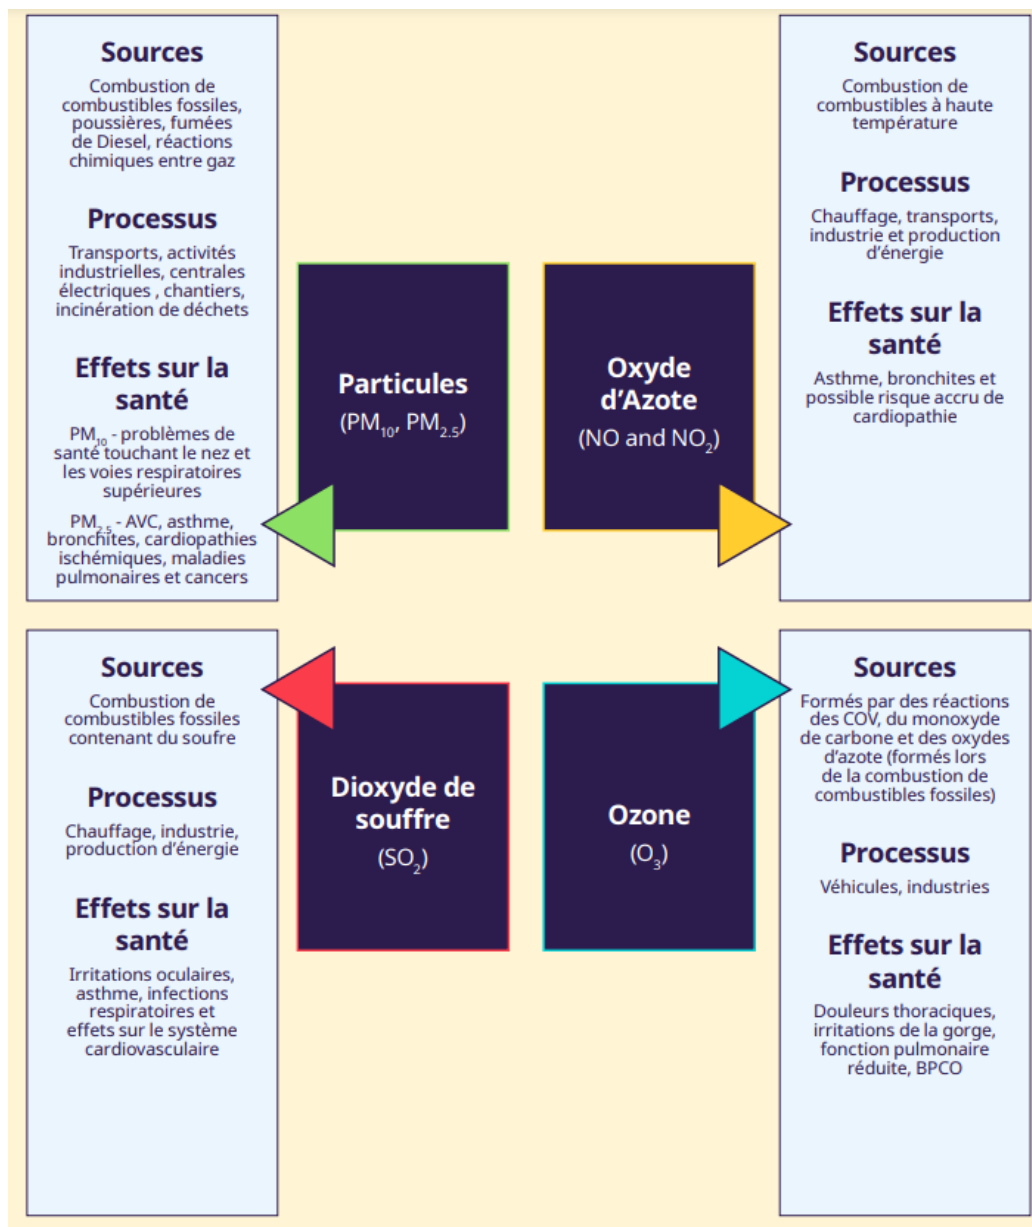 Sources
Combustion de
combustibles fossiles,
poussières, fumées
de Diesel, réactions
chimiques entre gaz
Processus
Transports, activités
industrielles, centrales
électriques , chantiers,
incinération de déchets
Effets sur la
santé
PM10 - problèmes de
santé touchant le nez et
les voies respiratoires
supérieures
PM2.5 - AVC, asthme,
bronchites, cardiopathies
ischémiques, maladies
pulmonaires et cancers
Particules
(PM10, PM2.5)
Oxyde
d’Azote
(NO and NO2)
Sources
Combustion de
combustibles à haute
température
Processus
Chauffage, transports,
industrie et production
d’énergie
Effets sur la
santé
Asthme, bronchites et
possible risque accru de
cardiopathie
Sources
Combustion de
combustibles fossiles
contenant du soufre
Processus
Chauffage, industrie,
production d’énergie
Effets sur la
santé
Irritations oculaires,
asthme, infections
respiratoires et
effets sur le système
cardiovasculaire
Dioxyde de
souffre
(SO2)
Ozone
(O3)
Sources
Formés par des réactions
des COV, du monoxyde
de carbone et des oxydes
d’azote (formés lors
de la combustion de
combustibles fossiles)
Processus
Véhicules, industries
Effets sur la
santé
Douleurs thoraciques,
irritations de la gorge,
fonction pulmonaire
réduite, BPCO